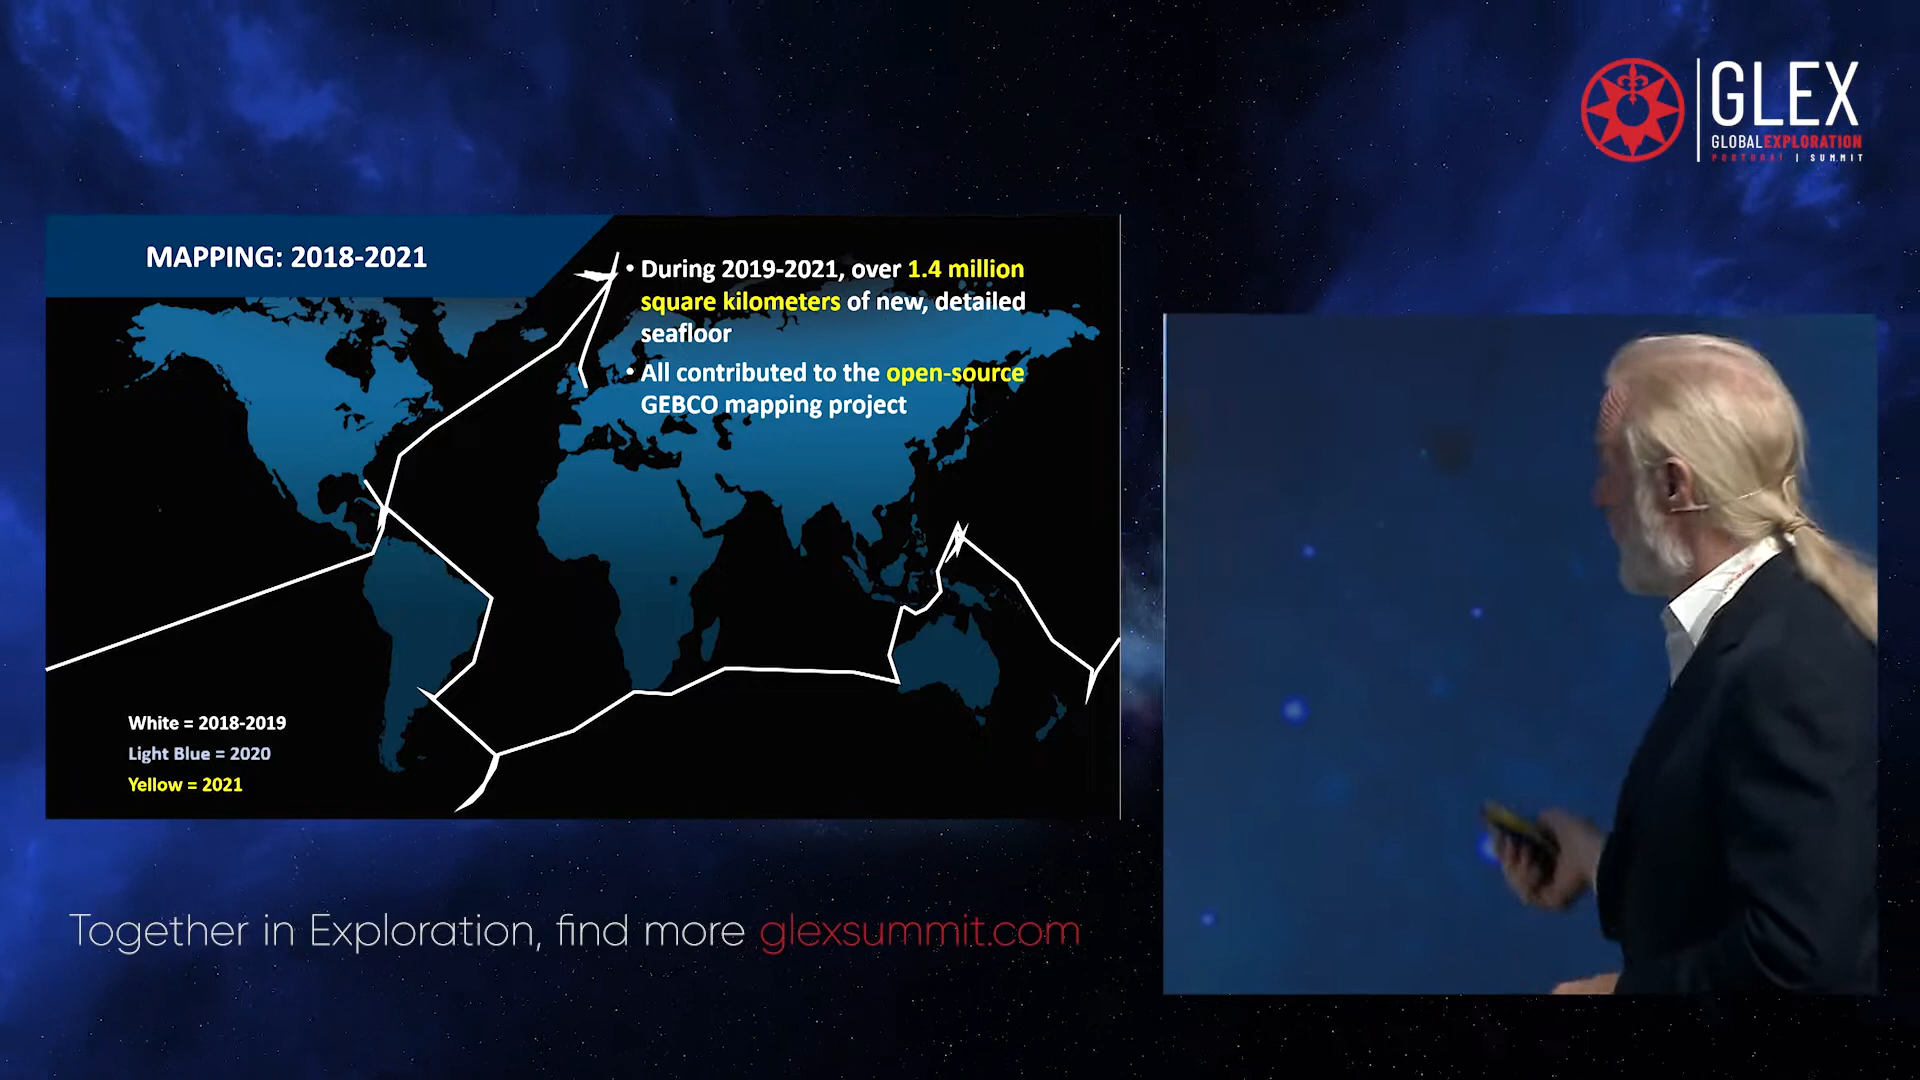 GLEX
GLOBALEXPLORATION
PORTUGAL | SUMMIT
MAPPING: 2018-2021
• During 2019-2021, over 1.4 million
square kilometers of new, detailed
seafloor
• All contributed to the open-source
GEBCO mapping project
White = 2018-2019
Light Blue = 2020
Yellow = 2021
Together in Exploration, find more glexsummit.com